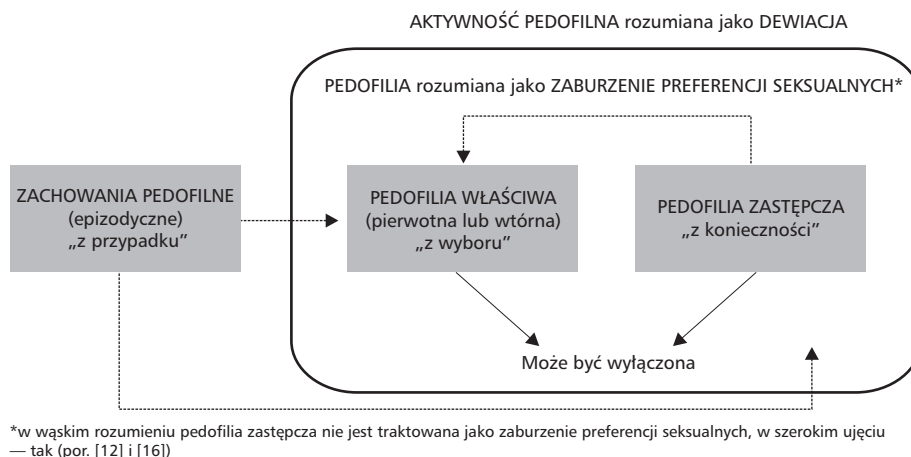 AKTYWNOŚĆ PEDOFILNA rozumiana jako DEWIACJA
PEDOFILIA rozumiana jako ZABURZENIE PREFERENCJI SEKSUALNYCH*
ZACHOWANIA PEDOFILNE
(epizodyczne)
„z przypadku”
PEDOFILIA WŁAŚCIWA
(pierwotna lub wtórna)
„z wyboru”
PEDOFILIA ZASTĘPCZA
„z konieczności”
Może być wyłączona
*w wąskim rozumieniu pedofilia zastępcza nie jest traktowana jako zaburzenie preferencji seksualnych, w szerokim ujęciu
— tak (por. [12] i [16])